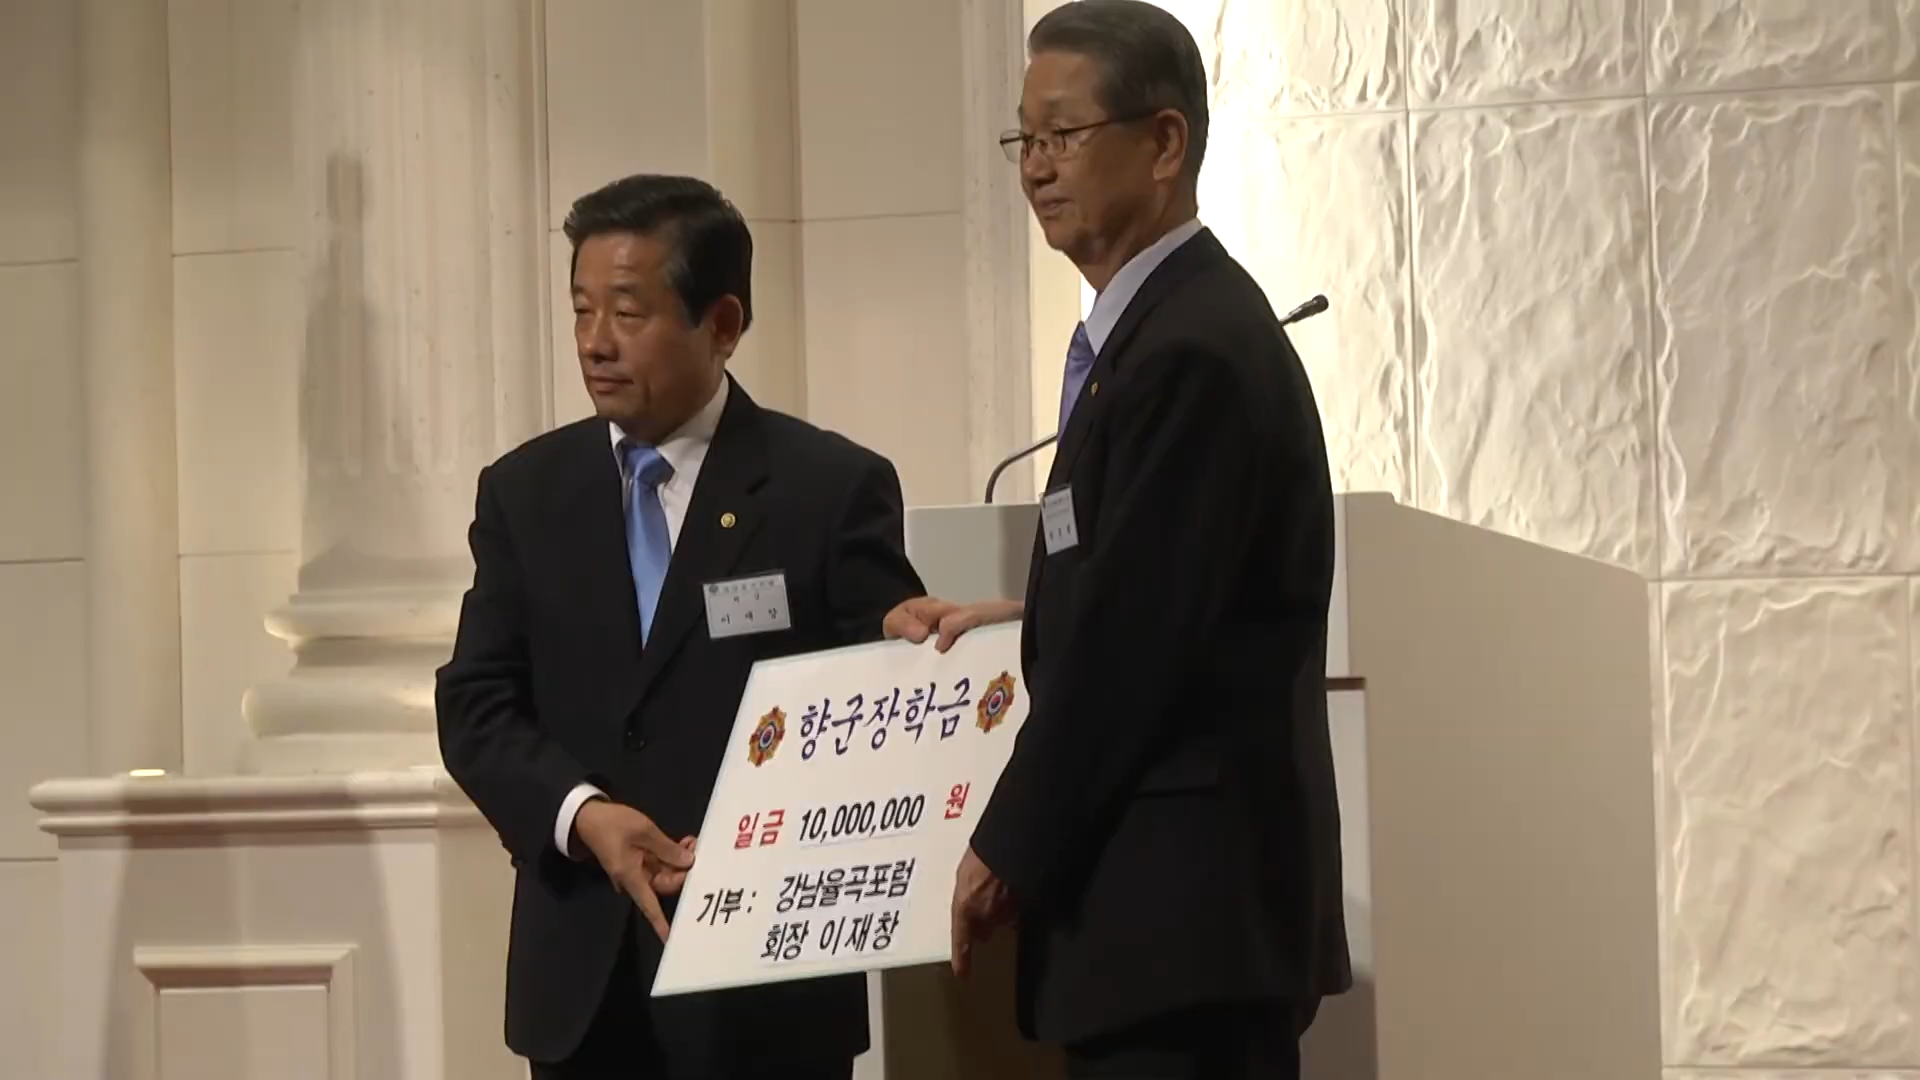 향군장학금
일금 10,000,000 원
기부 : 강남율곡포럼
회장 이재창
이 재 창